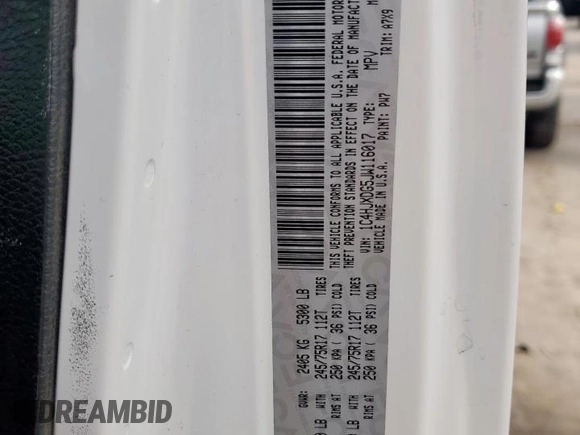 GVWR: 2405 KG 5300 LB
LB WITH 245/75R17 112T TIRES
RIMS AT 250 KPA ( 36 PSI) COLD
LB WITH 245/75R17 112T TIRES
RIMS AT 250 KPA ( 36 PSI) COLD
THIS VEHICLE CONFORMS TO ALL APPLICABLE U.S.A. FEDERAL MOTOR
THEFT PREVENTION STANDARDS IN EFFECT ON THE DATE OF MANUFACT
VIN: 1C4HJXDG5JW116017 TYPE: MPV
VEHICLE MADE IN U.S.A. PAINT: PW7 TRIM: A7X9
IDREAMBID